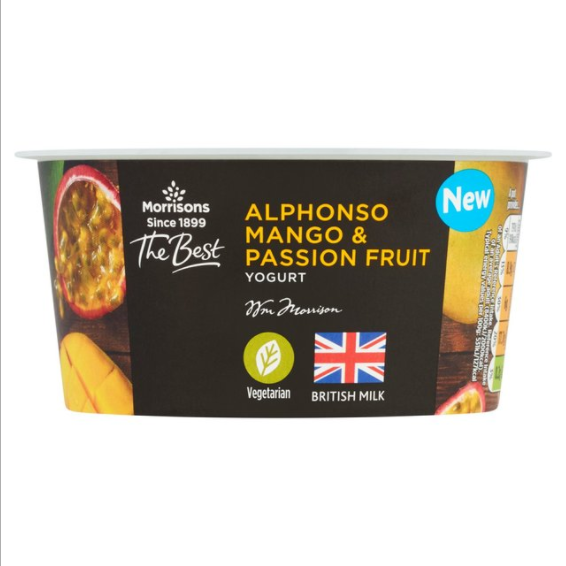 Morrisons
Since 1899
The Best
ALPHONSO
MANGO &
PASSION FRUIT
YOGURT
Wm Morrison
New
Vegetarian
BRITISH MILK